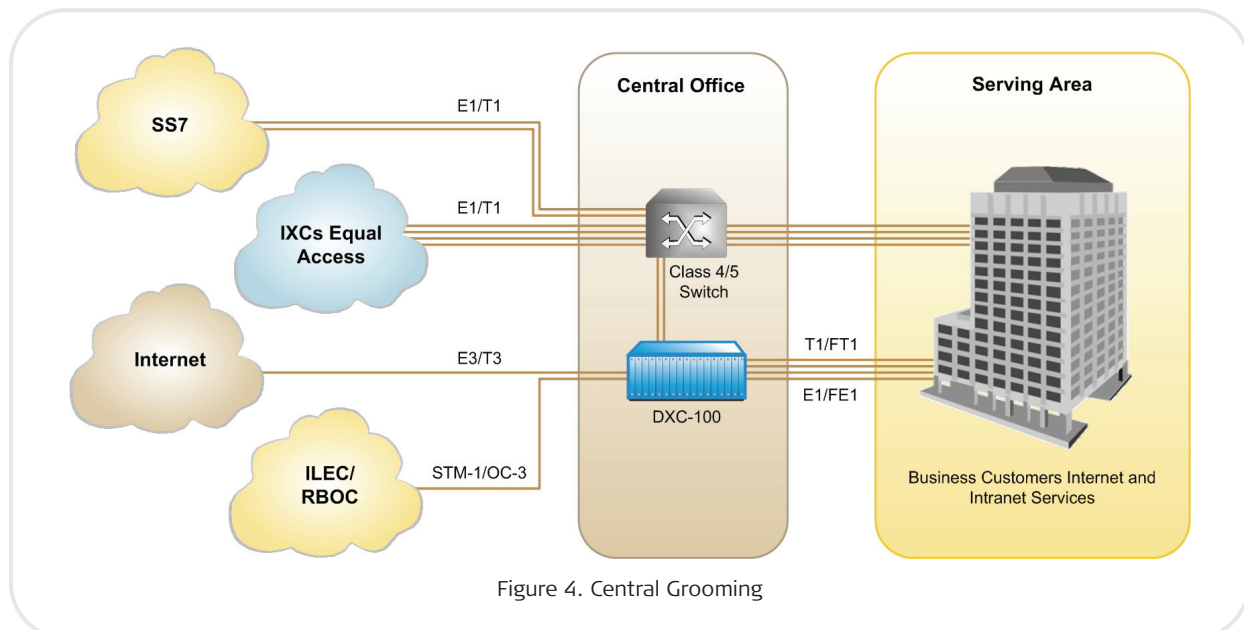 Central Office
Serving Area
SS7
E1/T1
IXCs Equal
Access
E1/T1
Class 4/5
Switch
Internet
E3/T3
DXC-100
T1/FT1
E1/FE1
ILEC/
RBOC
STM-1/OC-3
Business Customers Internet and
Intranet Services
Figure 4. Central Grooming